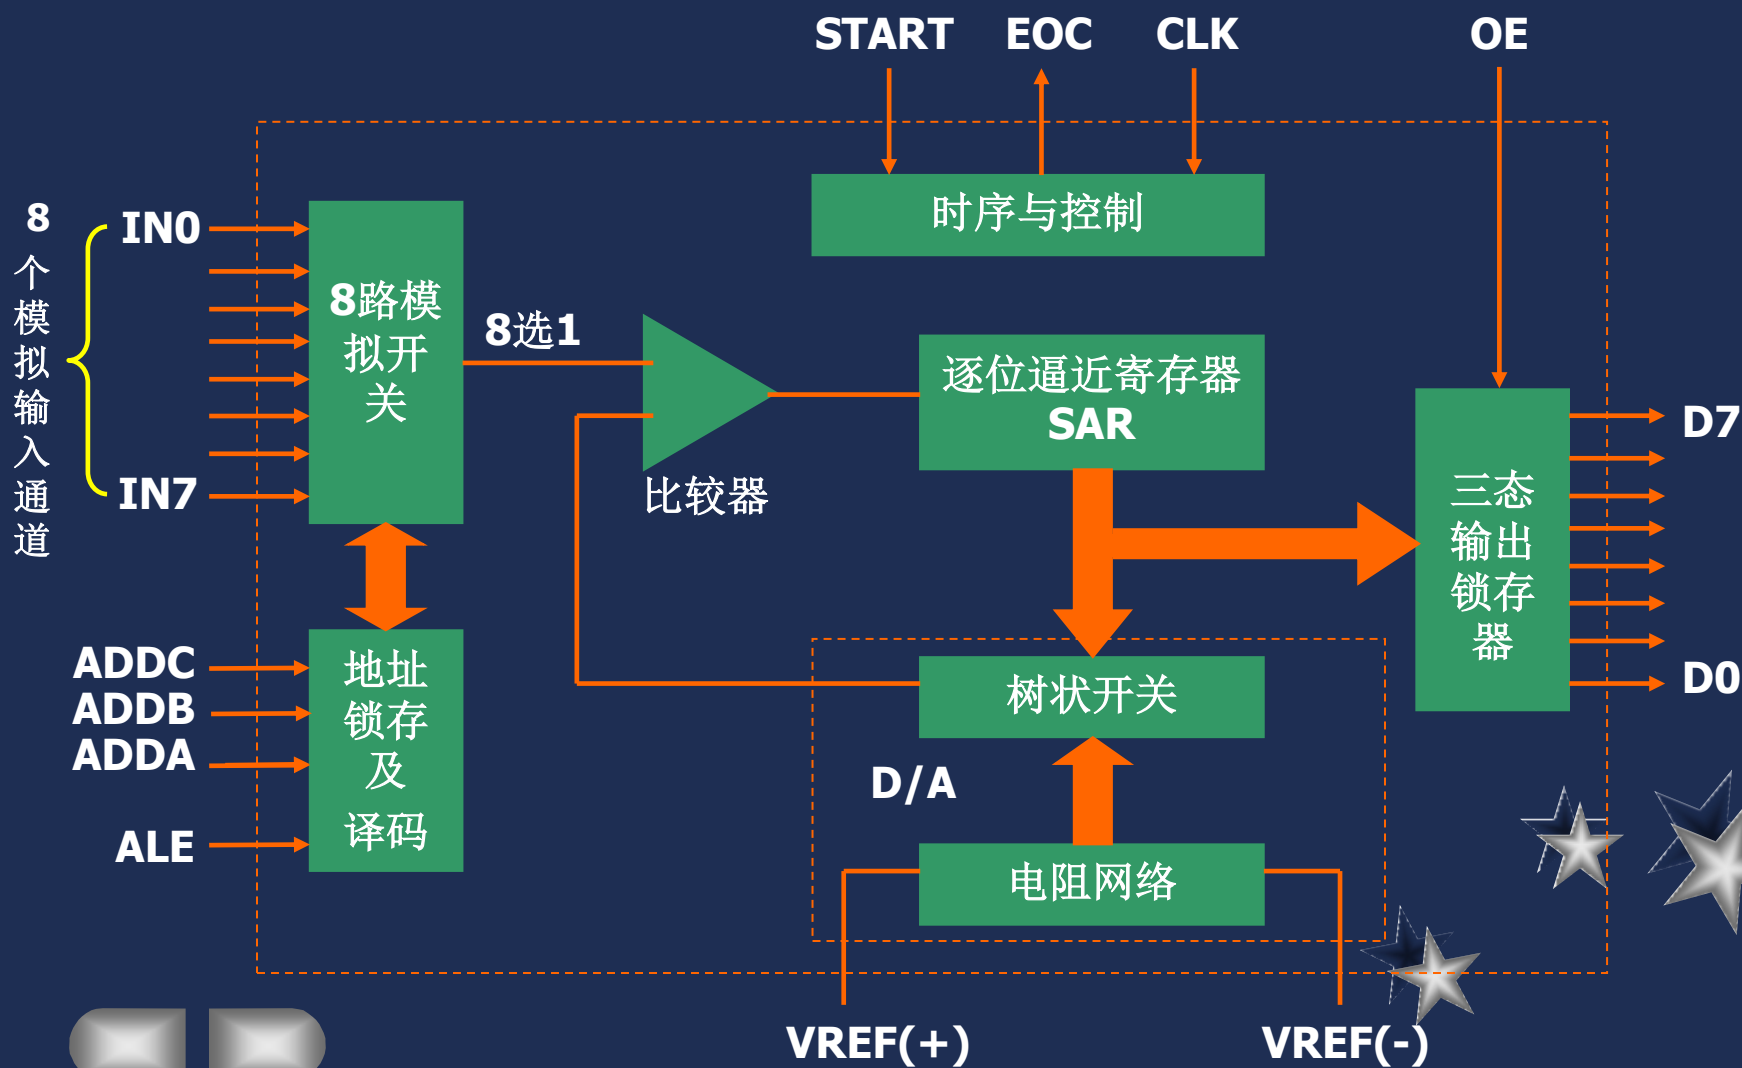 START
EOC
CLK
OE
时序与控制
8
个
模
拟
输
入
通
道
IN0
IN7
8路模
拟开
关
8选1
比较器
逐位逼近寄存器
SAR
三态
输出
锁存
器
D7
D0
ADDC
ADDB
ADDA
ALE
地址
锁存
及
译码
树状开关
D/A
电阻网络
VREF(+)
VREF(-)